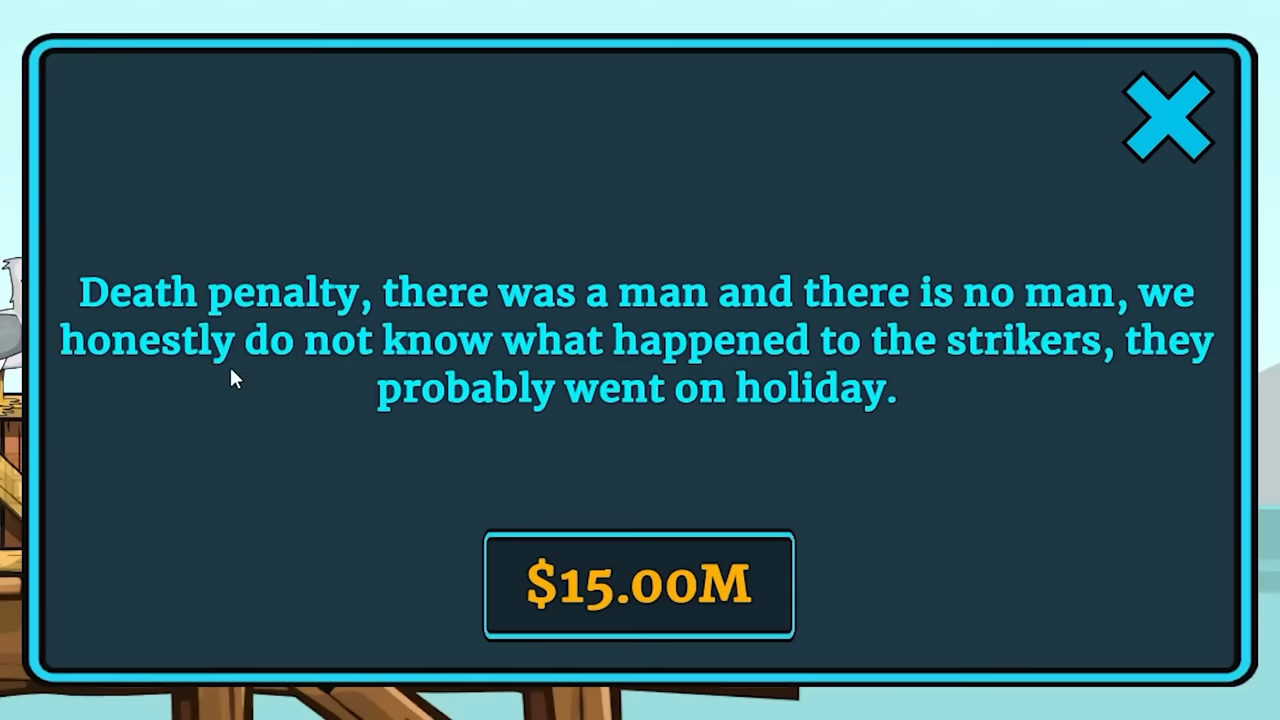 Death penalty, there was a man and there is no man, we
honestly do not know what happened to the strikers, they
probably went on holiday.
$15.00M